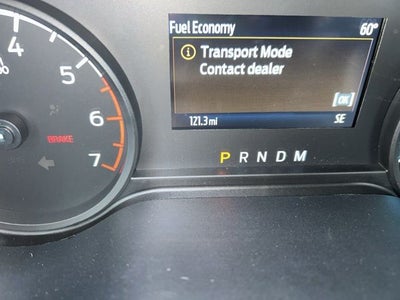 Fuel Economy 60°
Transport Mode
Contact dealer
[OK]
121.3 mi SE
4
5
6
7
BRAKE
P R N D M